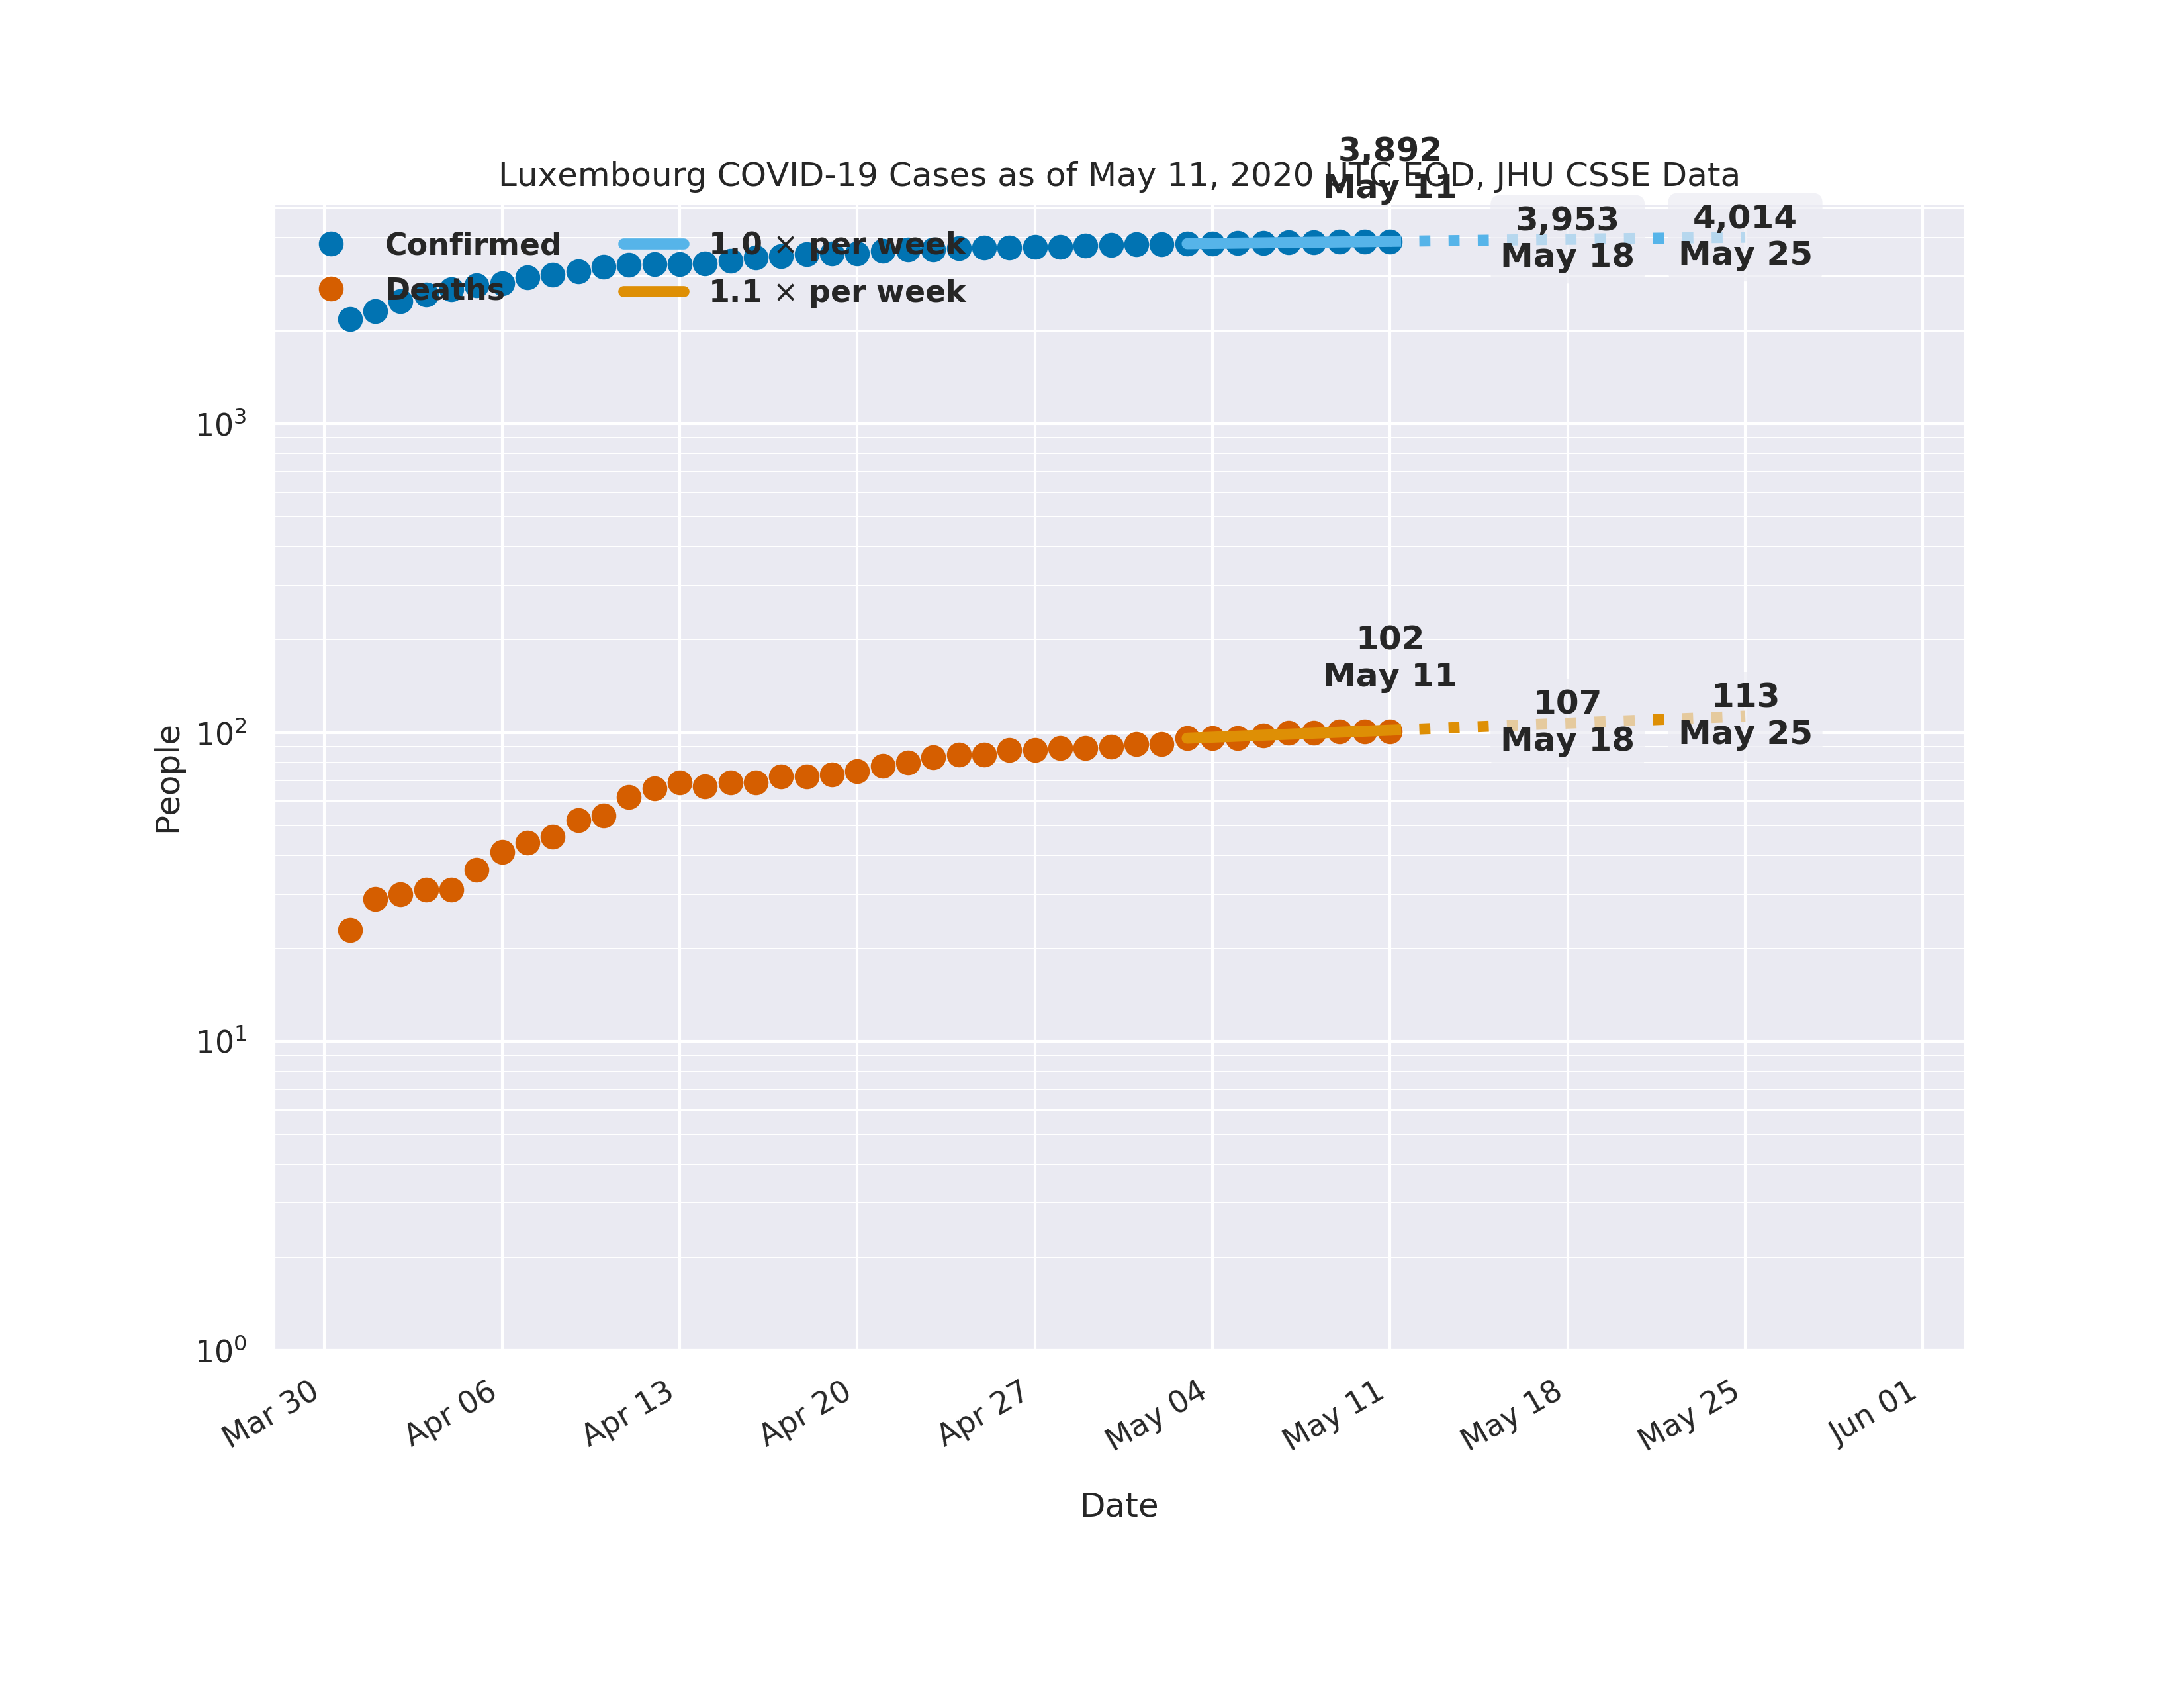 3,892
May 11
Luxembourg COVID-19 Cases as of May 11, 2020 UTC EOD, JHU CSSE Data
3,953
May 18
4,014
May 25
Confirmed
Deaths
1.0 × per week
1.1 × per week
102
May 11
107
May 18
113
May 25
People
10³
10²
10¹
10⁰
Mar 30
Apr 06
Apr 13
Apr 20
Apr 27
May 04
May 11
May 18
May 25
Jun 01
Date